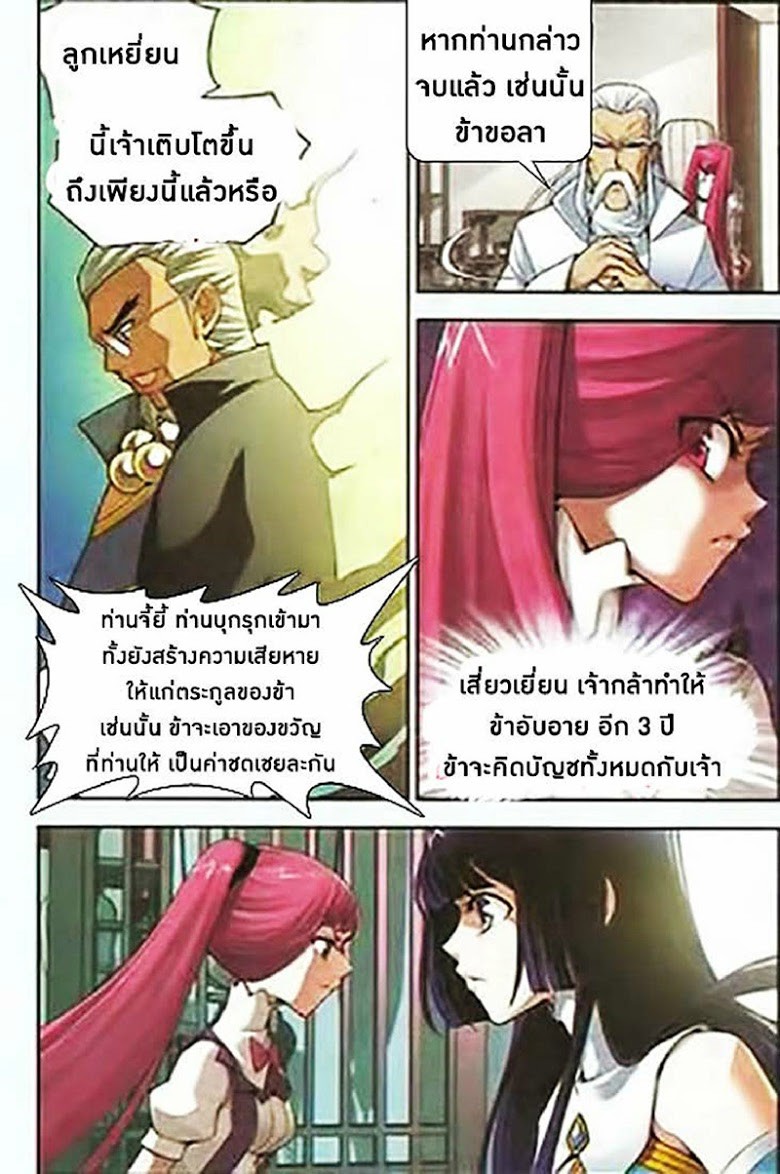 ลูกเหยี่ยน
นี้เจ้าเติบโตขึ้น
ถึงเพียงนี้แล้วหรือ
หากท่านกล่าว
จบแล้ว เช่นนั้น
ข้าขอลา
ท่านจี้ยี้ ท่านบุกรุกเข้ามา
ทั้งยังสร้างความเสียหาย
ให้แก่ตระกูลของข้า
เช่นนั้น ข้าจะเอาของขวัญ
ที่ท่านให้ เป็นค่าชดเชยละกัน
เสี่ยวเยี่ยน เจ้ากล้าทำให้
ข้าอับอาย อีก 3 ปี
ข้าจะคิดบัญชทั้งหมดกับเจ้า